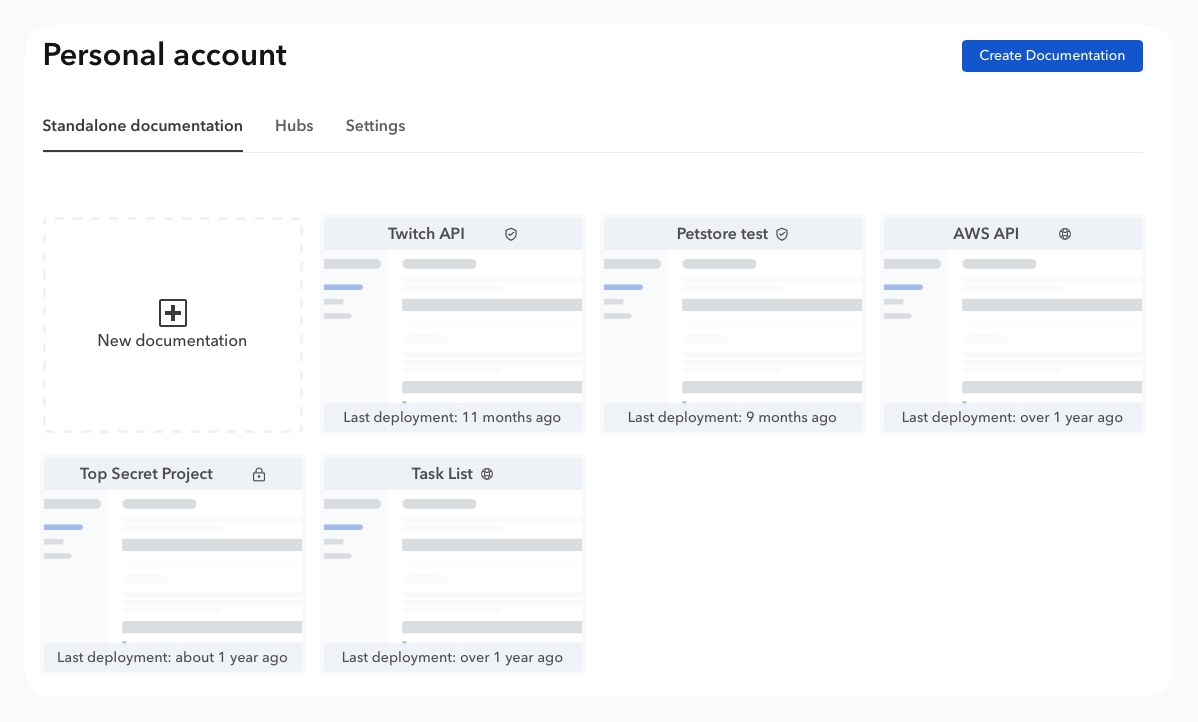 Personal account
Create Documentation
Standalone documentation
Hubs
Settings
New documentation
Twitch API
Last deployment: 11 months ago
Petstore test
Last deployment: 9 months ago
AWS API
Last deployment: over 1 year ago
Top Secret Project
Last deployment: about 1 year ago
Task List
Last deployment: over 1 year ago